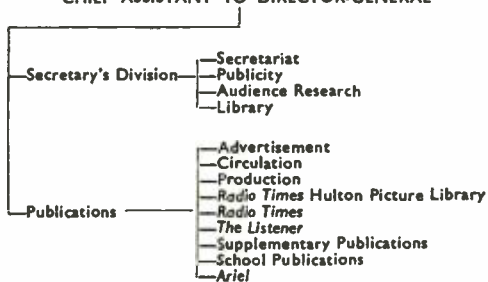 CHIEF ASSISTANT TO DIRECTOR-GENERAL
Secretary's Division
Secretariat
Publicity
Audience Research
Library
Publications
Advertisement
Circulation
Production
Radio Times Hulton Picture Library
Radio Times
The Listener
Supplementary Publications
School Publications
Ariel